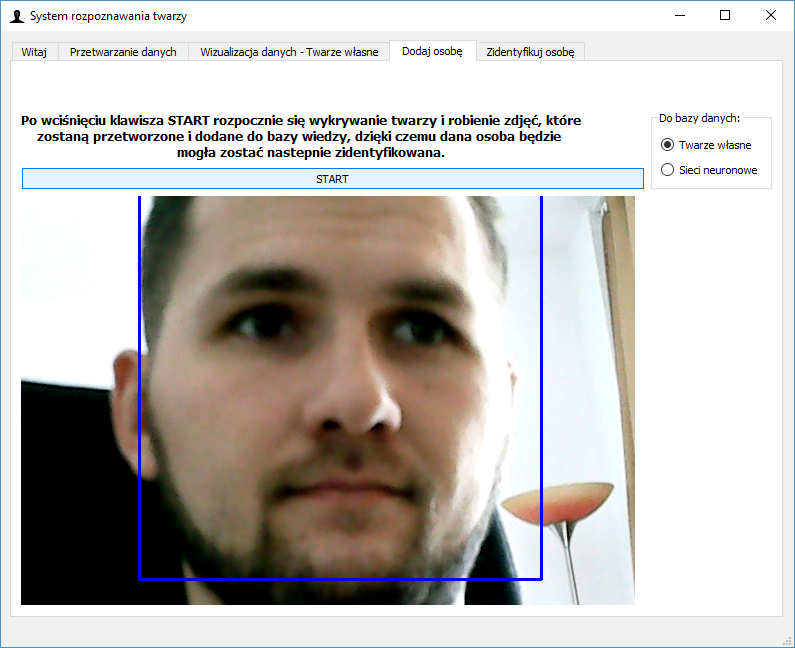 System rozpoznawania twarzy
Witaj
Przetwarzanie danych
Wizualizacja danych - Twarze własne
Dodaj osobę
Zidentyfikuj osobę
Po wciśnięciu klawisza START rozpocznie się wykrywanie twarzy i robienie zdjęć, które
zostaną przetworzone i dodane do bazy wiedzy, dzięki czemu dana osoba będzie
mogła zostać nastepnie zidentyfikowana.
START
Do bazy danych:
Twarze własne
Sieci neuronowe